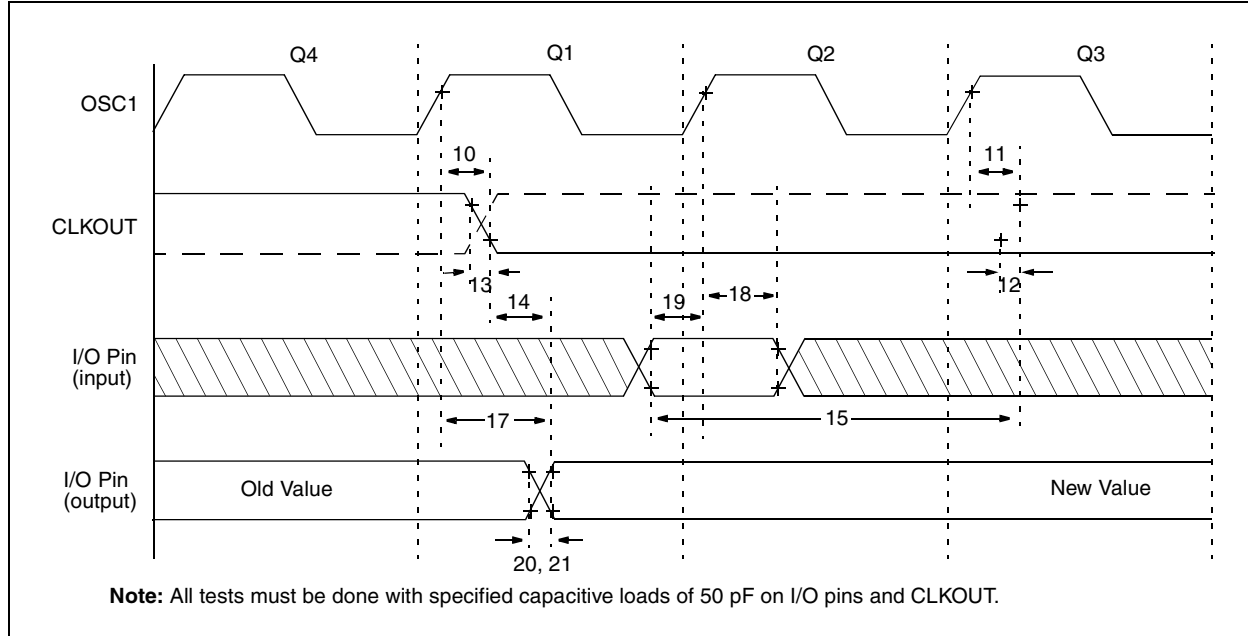 Q4 Q1 Q2 Q3
OSC1
10 11
CLKOUT
13 12
14 19 18
I/O Pin
(input)
17 15
I/O Pin
(output)
Old Value New Value
20, 21
Note: All tests must be done with specified capacitive loads of 50 pF on I/O pins and CLKOUT.